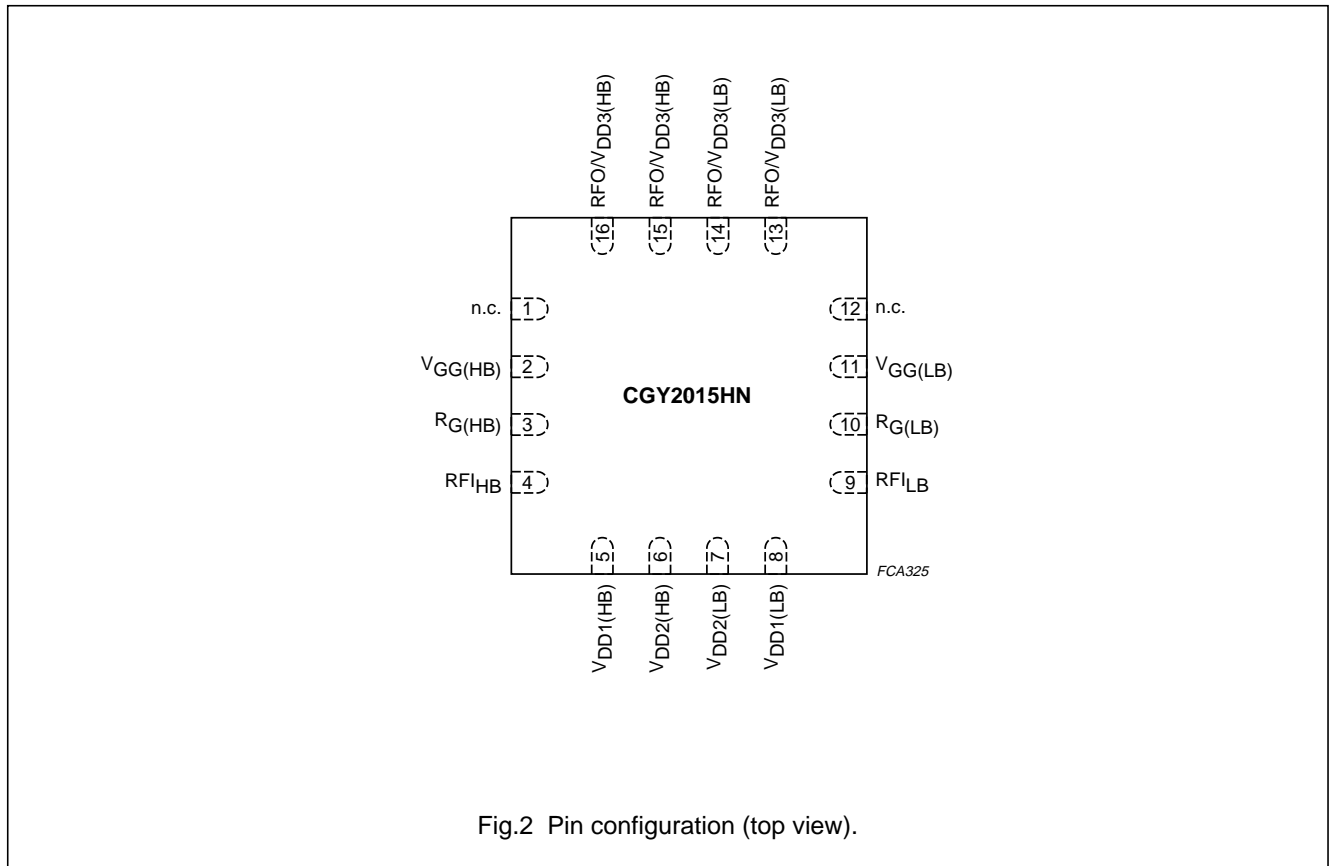 RFO/VDD3(HB)
RFO/VDD3(HB)
RFO/VDD3(LB)
RFO/VDD3(LB)
16
15
14
13
n.c.
1
12
n.c.
VGG(HB)
2
11
VGG(LB)
CGY2015HN
RG(HB)
3
10
RG(LB)
RFIHB
4
9
RFILB
5
6
7
8
FCA325
VDD1(HB)
VDD2(HB)
VDD2(LB)
VDD1(LB)
Fig.2 Pin configuration (top view).